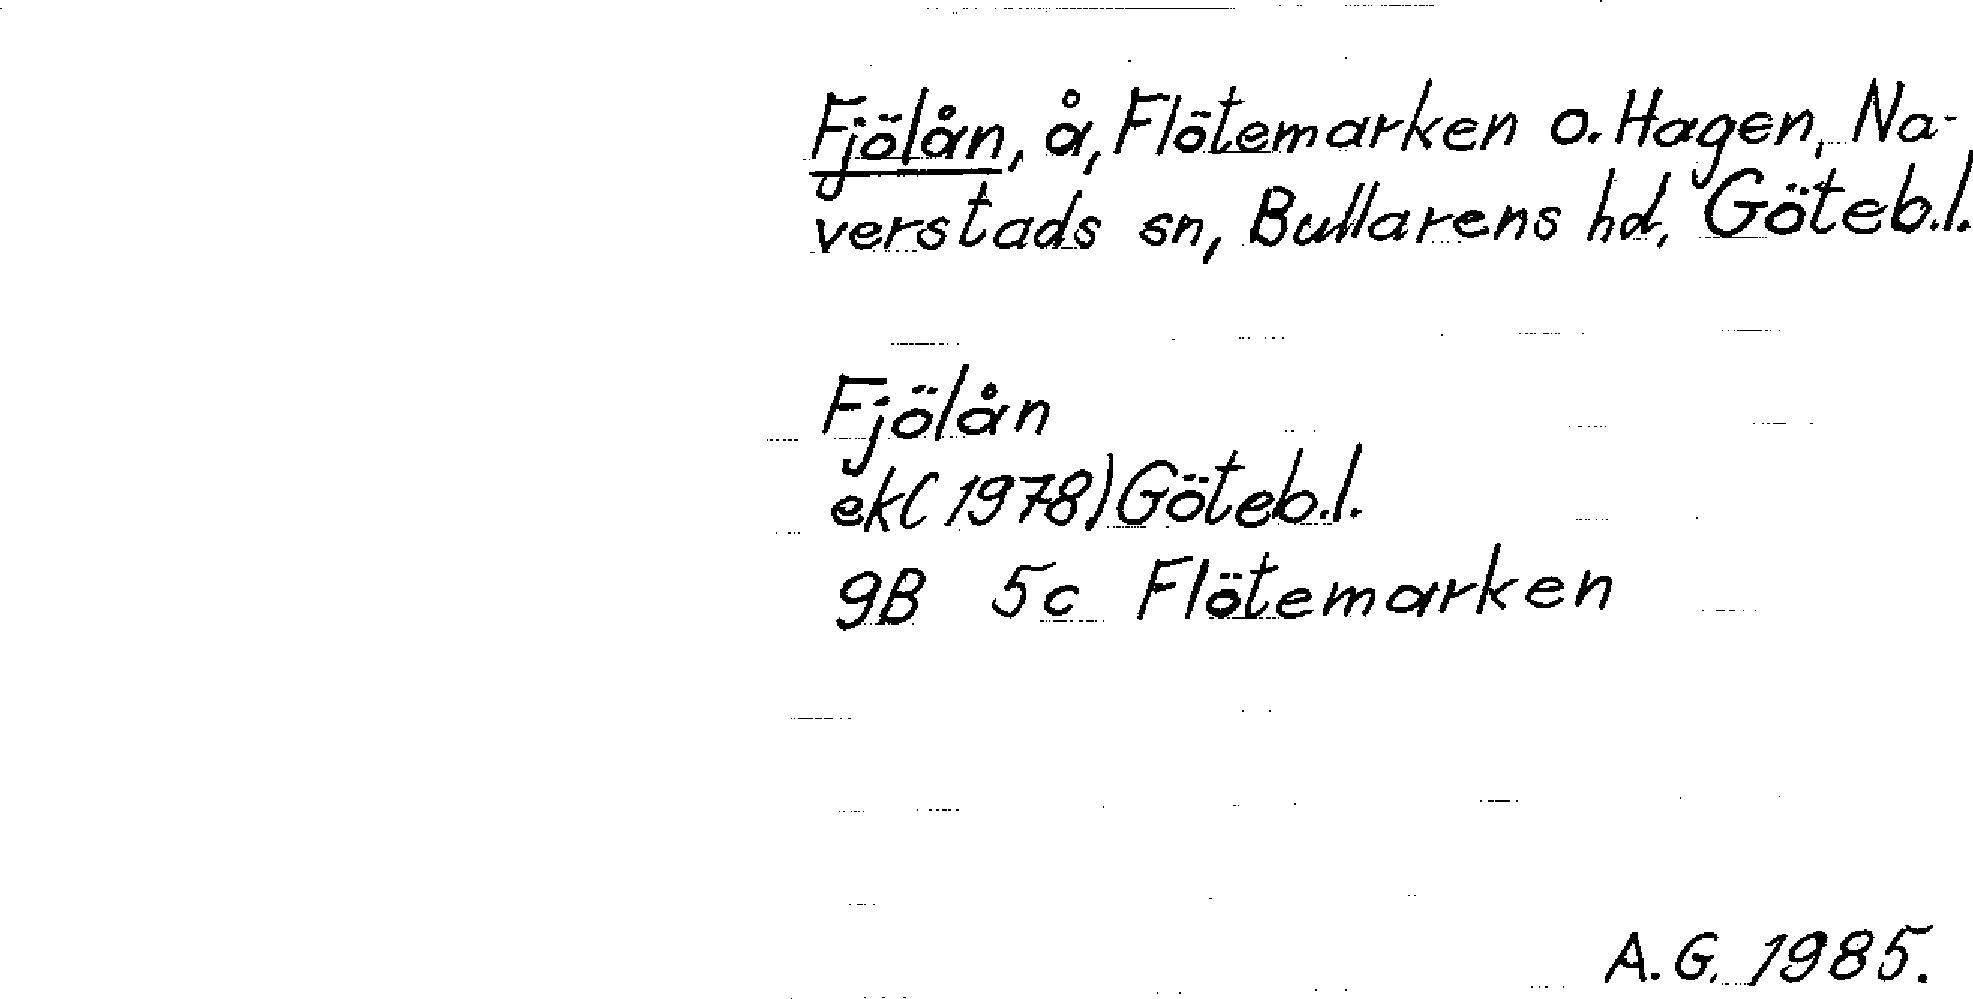 Fjölån, å, Flötemarken o. Hagen, Na-
verstads sn, Bullarens hd, Göteb.l.
Fjölån
ek(1978) Göteb.l.
9B 5c Flötemarken
A.G. 1985.